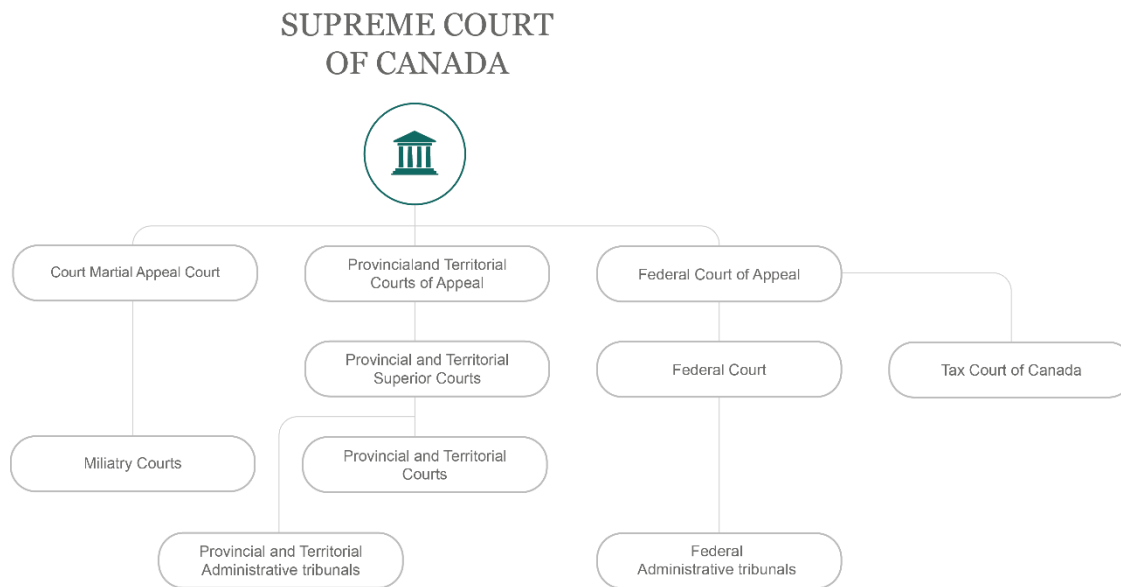 SUPREME COURT
OF CANADA
Court Martial Appeal Court
Provincialand Territorial
Courts of Appeal
Federal Court of Appeal
Provincial and Territorial
Superior Courts
Federal Court
Tax Court of Canada
Miliatry Courts
Provincial and Territorial
Courts
Provincial and Territorial
Administrative tribunals
Federal
Administrative tribunals